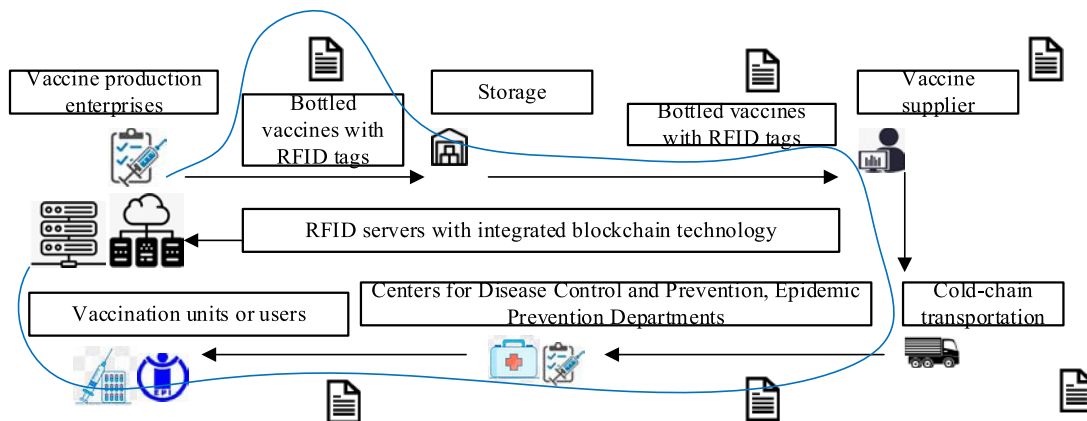 Vaccine production
enterprises
Bottled
vaccines with
RFID tags
Storage
Bottled vaccines
with RFID tags
Vaccine
supplier
RFID servers with integrated blockchain technology
Vaccination units or users
Centers for Disease Control and Prevention, Epidemic
Prevention Departments
Cold-chain
transportation
EPI